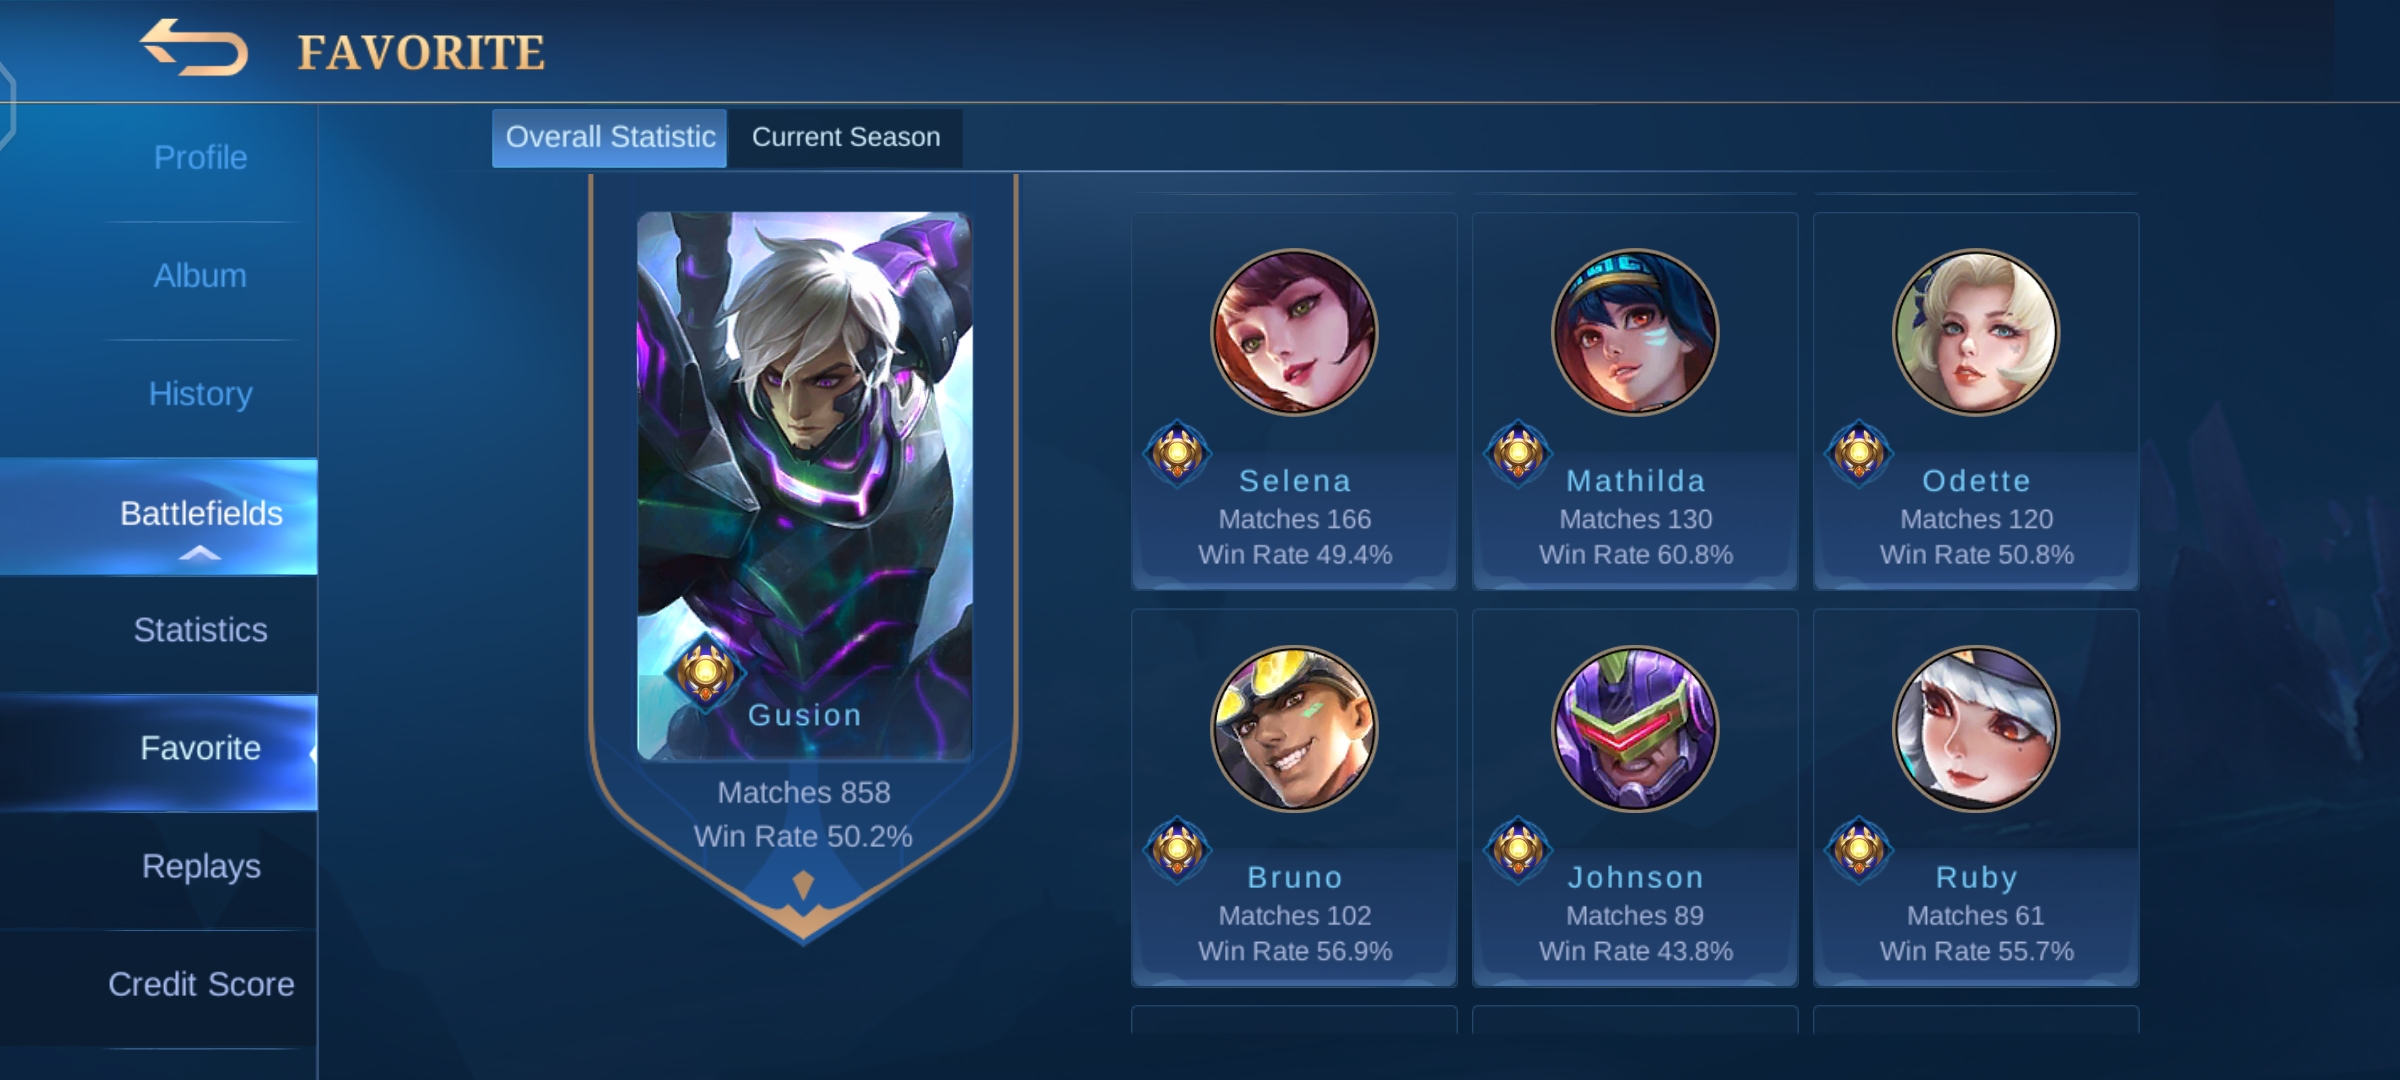 FAVORITE
Profile
Album
History
Battlefields
Statistics
Favorite
Replays
Credit Score
Overall Statistic
Current Season
Gusion
Matches 858
Win Rate 50.2%
Selena
Matches 166
Win Rate 49.4%
Mathilda
Matches 130
Win Rate 60.8%
Odette
Matches 120
Win Rate 50.8%
Bruno
Matches 102
Win Rate 56.9%
Johnson
Matches 89
Win Rate 43.8%
Ruby
Matches 61
Win Rate 55.7%